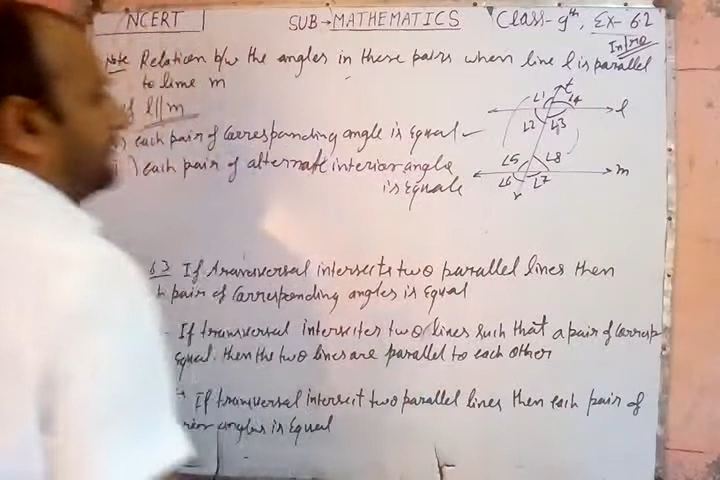 NCERT SUB→MATHEMATICS Class-9th, Ex-6.2
Intro
Note Relation b/w the angles in these pairs when line l is parallel
to lime m
If l||m
) each pair of Corresponding angle is equal
) each pair of alternate interior angle
is equal
6.3 If transversal intersects two parallel lines then
pair of Corresponding angles is equal
If transversal intersectes two lines such that a pair of Corresp
Equal. then the two lines are parallel to each other
If transversal intersect two parallel lines then each pair of
rior angles is Equal
t
∠1 ∠4 l
∠2 ∠3
∠5 ∠8
∠6 ∠7 m